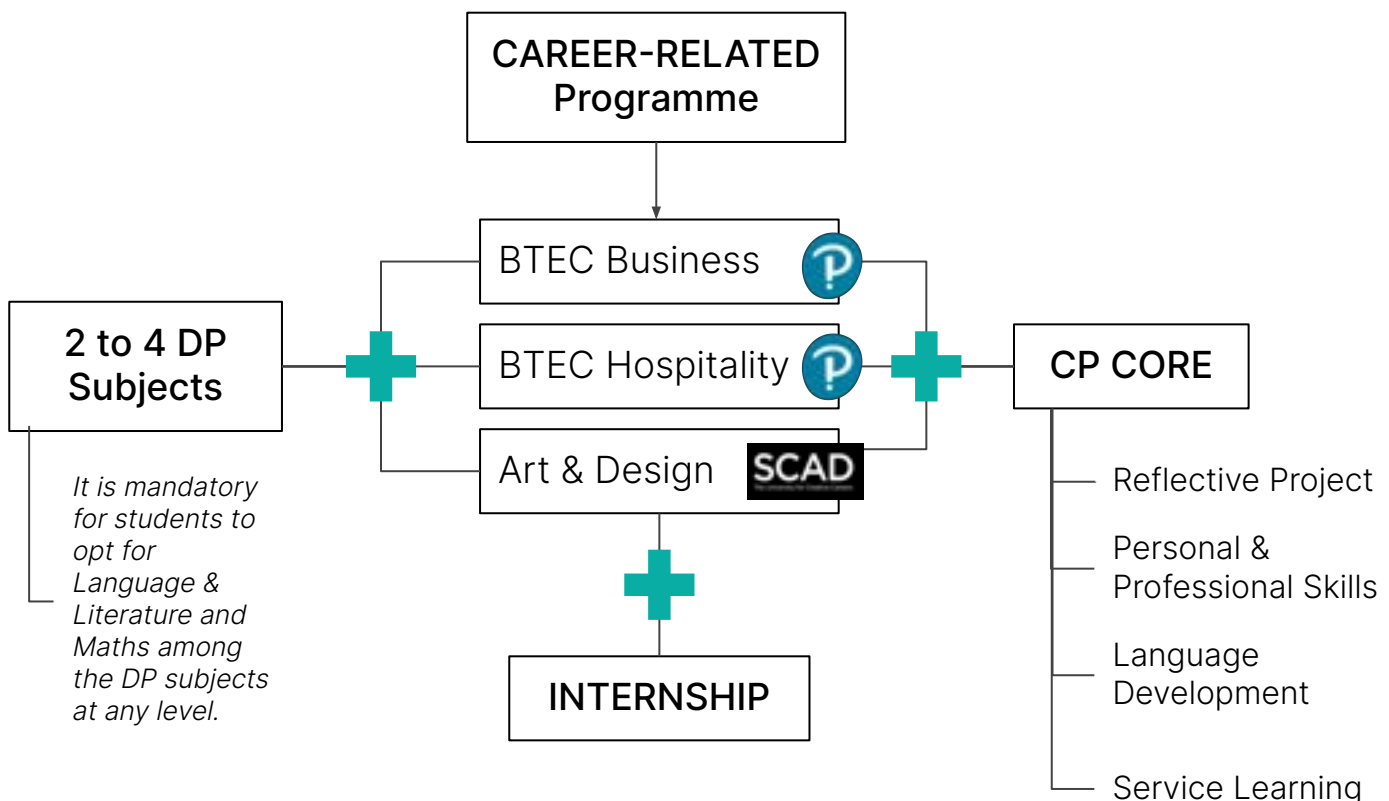 CAREER-RELATED
Programme
BTEC Business
BTEC Hospitality
Art & Design
SCAD
2 to 4 DP
Subjects
It is mandatory
for students to
opt for
Language &
Literature and
Maths among
the DP subjects
at any level.
INTERNSHIP
CP CORE
Reflective Project
Personal &
Professional Skills
Language
Development
Service Learning